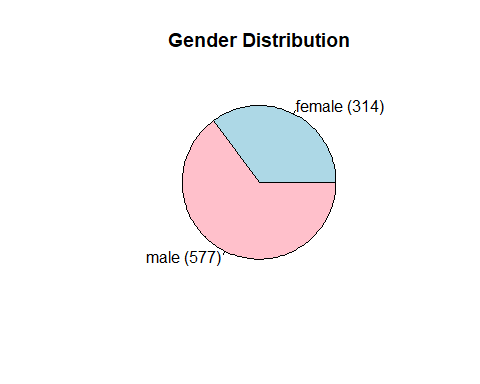 Gender Distribution
female (314)
male (577)